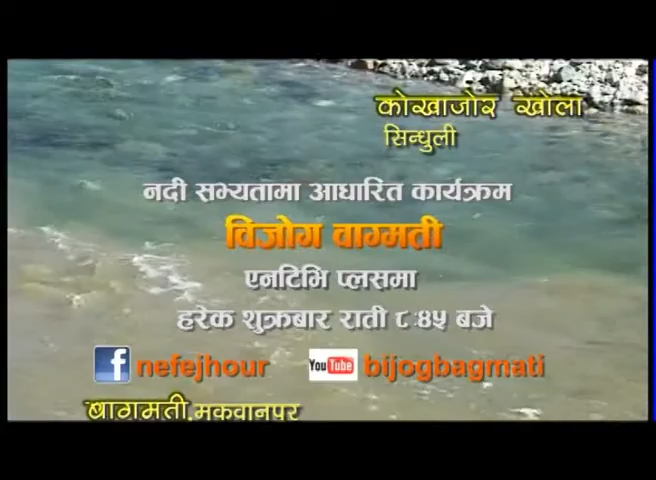 कोखाजोर खोला
सिन्धुली
नदी सभ्यतामा आधारित कार्यक्रम
विजोग वाग्मती
एनटिभि प्लसमा
हरेक शुक्रबार राती ८:४५ बजे
nefejhour
YouTube bijogbagmati
बागमती,मकवानपुर